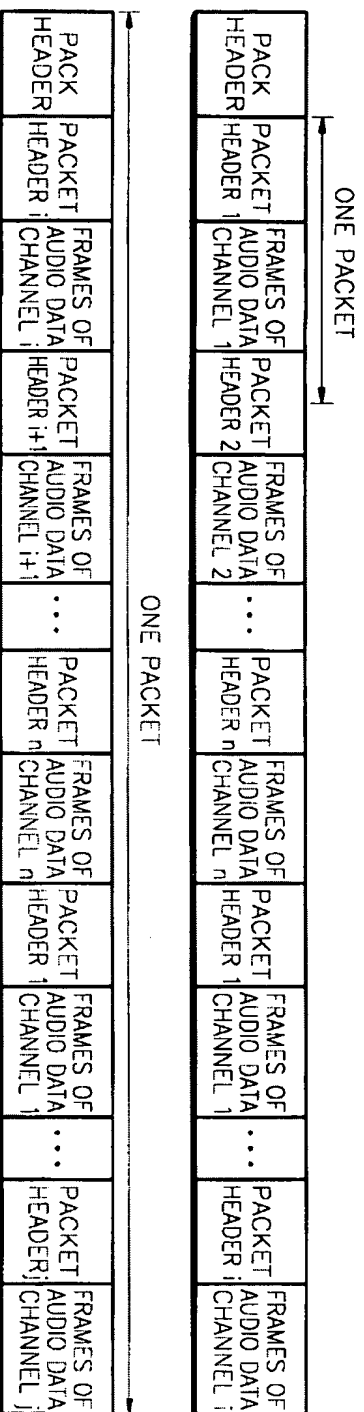 ONE PACKET
PACK
HEADER
PACKET
HEADER 1
FRAMES OF
AUDIO DATA
CHANNEL 1
PACKET
HEADER 2
FRAMES OF
AUDIO DATA
CHANNEL 2
...
PACKET
HEADER n
FRAMES OF
AUDIO DATA
CHANNEL n
PACKET
HEADER 1
FRAMES OF
AUDIO DATA
CHANNEL 1
...
PACKET
HEADER i
FRAMES OF
AUDIO DATA
CHANNEL i
ONE PACKET
PACK
HEADER
PACKET
HEADER i
FRAMES OF
AUDIO DATA
CHANNEL i
PACKET
HEADER i+1
FRAMES OF
AUDIO DATA
CHANNEL i+1
...
PACKET
HEADER n
FRAMES OF
AUDIO DATA
CHANNEL n
PACKET
HEADER 1
FRAMES OF
AUDIO DATA
CHANNEL 1
...
PACKET
HEADER j
FRAMES OF
AUDIO DATA
CHANNEL j